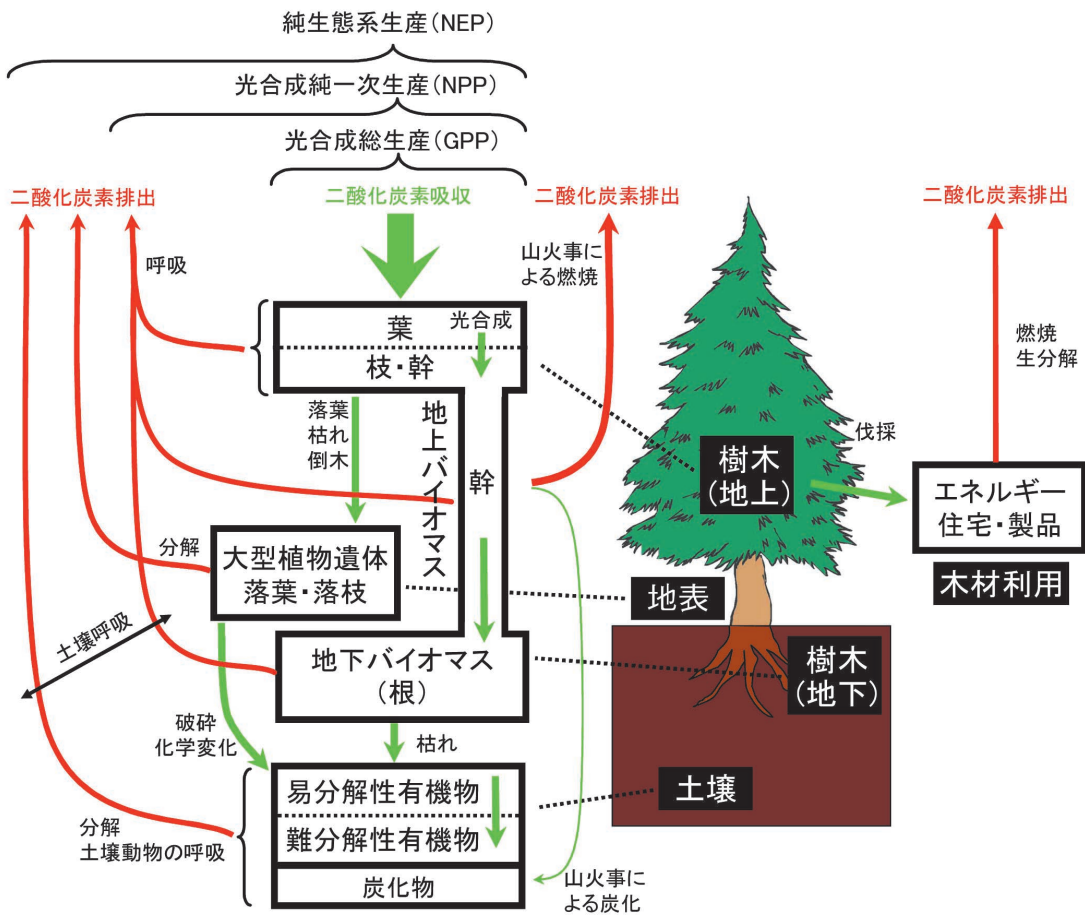 純生態系生産(NEP)
光合成純一次生産(NPP)
光合成総生産(GPP)
二酸化炭素排出
二酸化炭素吸収
二酸化炭素排出
二酸化炭素排出
呼吸
山火事に
よる燃焼
葉
光合成
枝・幹
燃焼
生分解
落葉
枯れ
倒木
地上バイオマス
幹
伐採
樹木
(地上)
エネルギー
住宅・製品
木材利用
分解
大型植物遺体
落葉・落枝
地表
土壌呼吸
地下バイオマス
(根)
樹木
(地下)
破砕
化学変化
枯れ
易分解性有機物
難分解性有機物
土壌
分解
土壌動物の呼吸
炭化物
山火事に
よる炭化